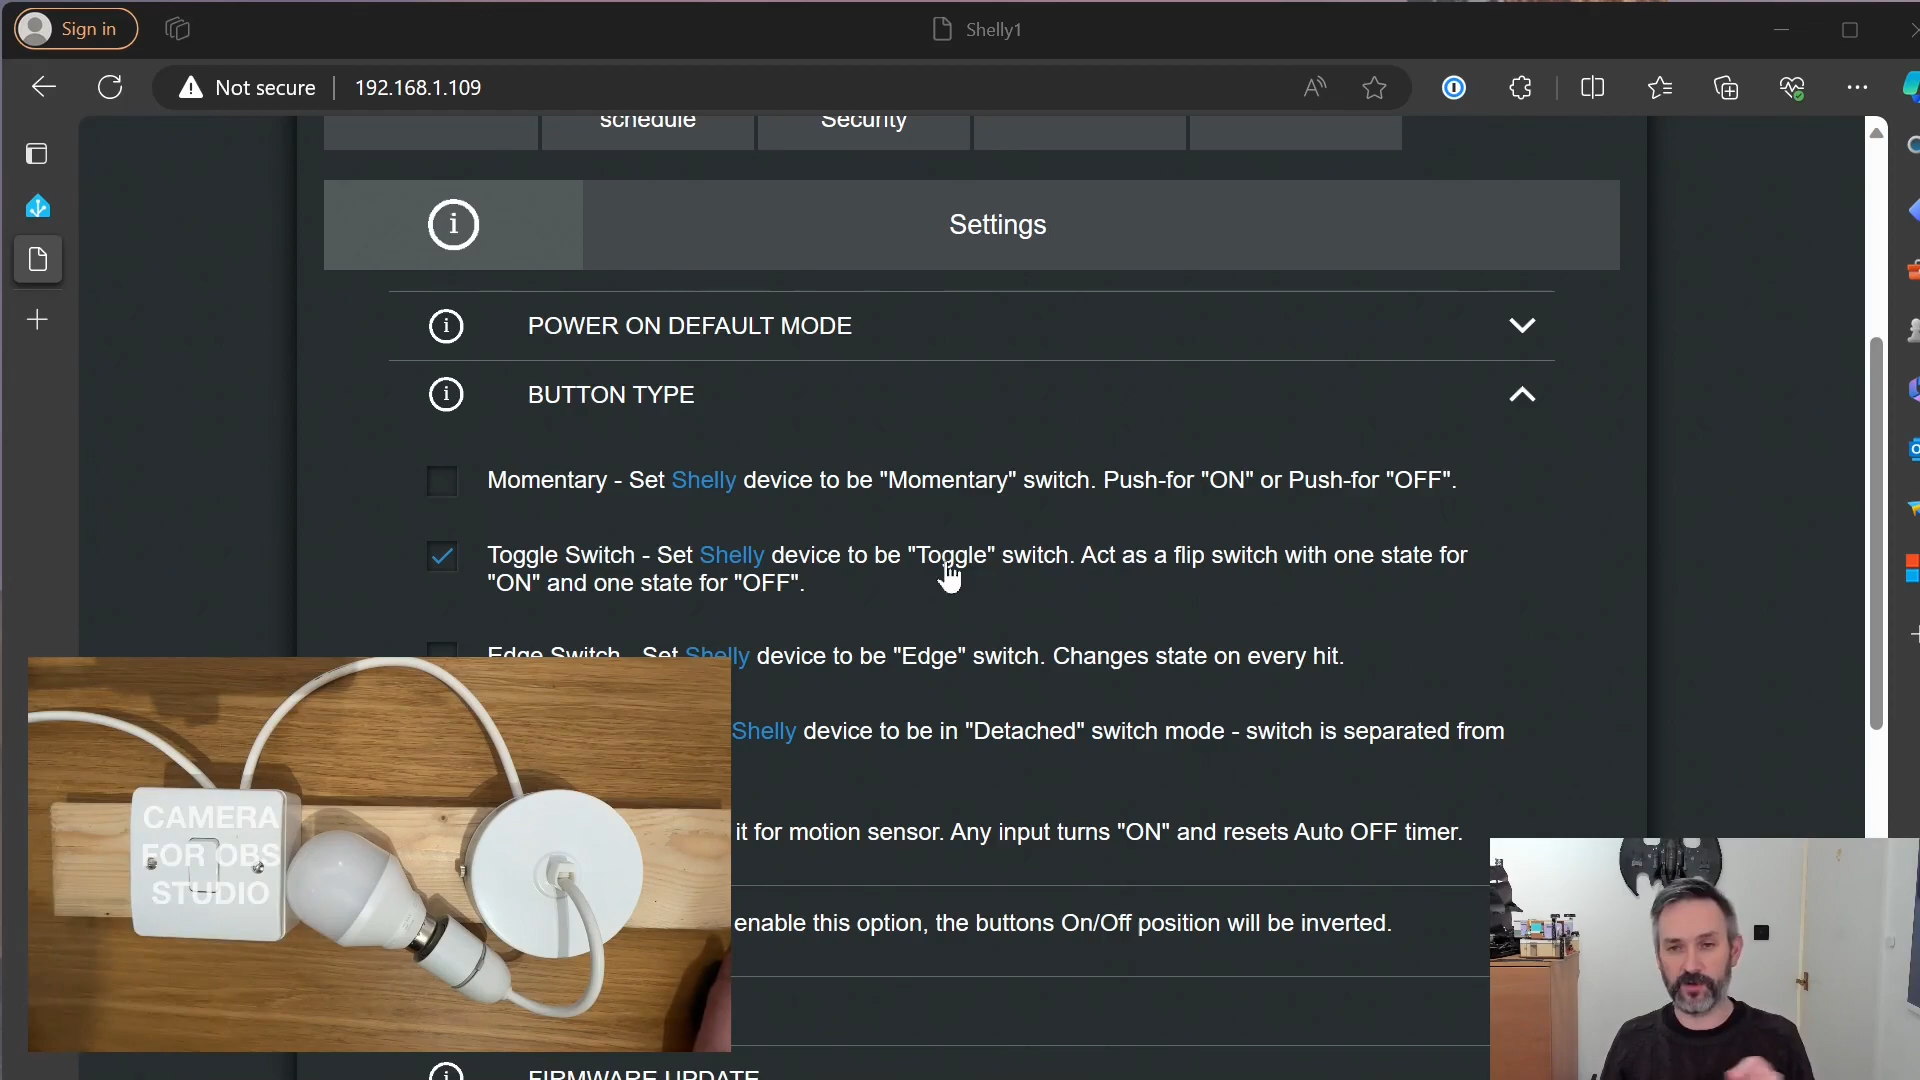 Sign in
Shelly1
Not secure
192.168.1.109
schedule
Security
Settings
POWER ON DEFAULT MODE
BUTTON TYPE
Momentary - Set Shelly device to be "Momentary" switch. Push-for "ON" or Push-for "OFF".
Toggle Switch - Set Shelly device to be "Toggle" switch. Act as a flip switch with one state for
"ON" and one state for "OFF".
Edge Switch - Set Shelly device to be "Edge" switch. Changes state on every hit.
Shelly device to be in "Detached" switch mode - switch is separated from
it for motion sensor. Any input turns "ON" and resets Auto OFF timer.
enable this option, the buttons On/Off position will be inverted.
FIRMWARE UPDATE
CAMERA
FOR OBS
STUDIO